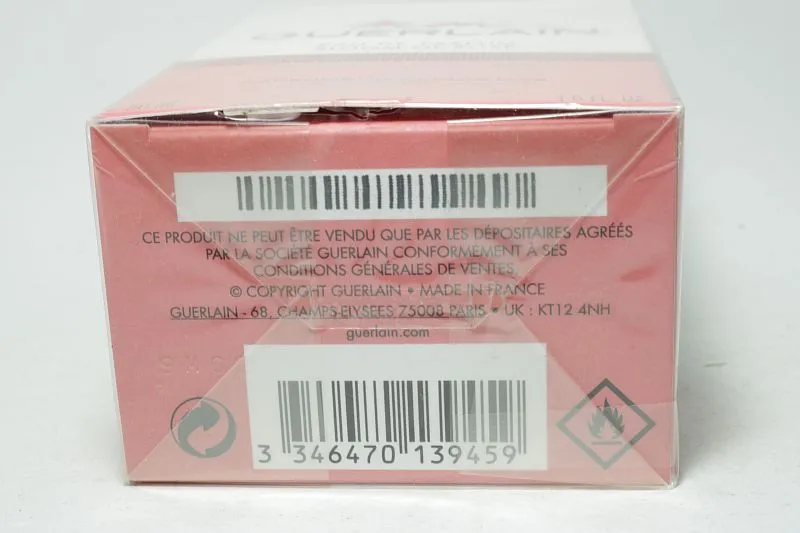 GUERLAIN
CE PRODUIT NE PEUT ÊTRE VENDU QUE PAR LES DÉPOSITAIRES AGRÉÉS
PAR LA SOCIÉTÉ GUERLAIN CONFORMÉMENT À SES
CONDITIONS GÉNÉRALES DE VENTES.
© COPYRIGHT GUERLAIN • MADE IN FRANCE
GUERLAIN - 68, CHAMPS-ELYSEES 75008 PARIS • UK : KT12 4NH
guerlain.com
3 346470 139459